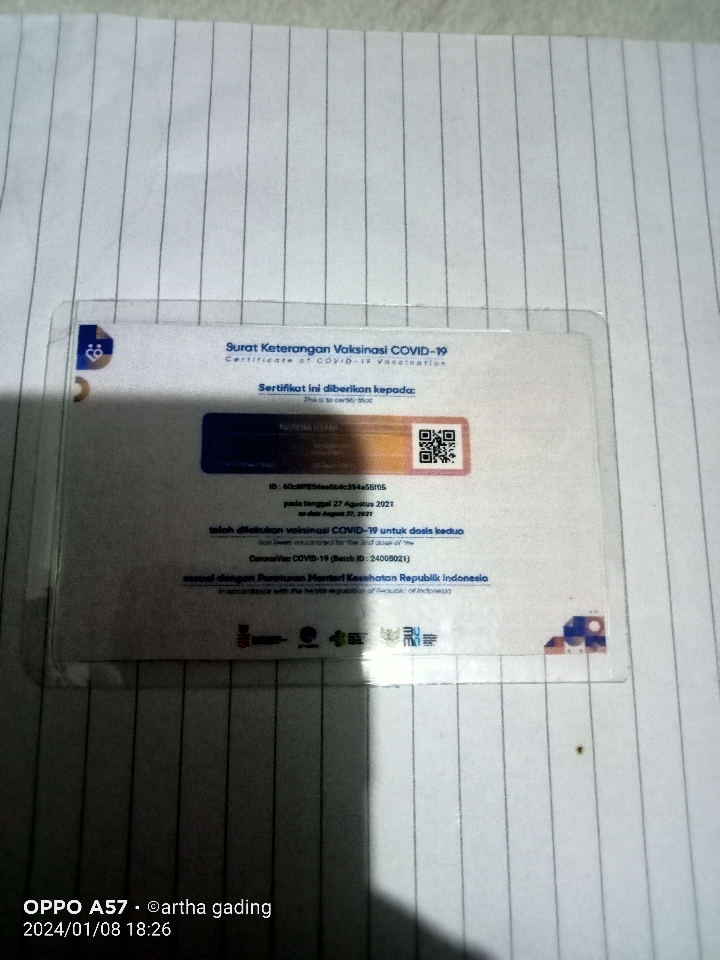 Surat Keterangan Vaksinasi COVID-19
Certificate of COVID-19 Vaccination
Sertifikat ini diberikan kepada:
This is to certify that
ID :
pada tanggal 27 Agustus 2021
on date August 27, 2021
telah dilakukan vaksinasi COVID-19 untuk dosis kedua
has been vaccinated for the 2nd dose of the
CoronaVac COVID-19 (Batch ID : 24005021)
sesuai dengan Peraturan Menteri Kesehatan Republik Indonesia
in accordance with the health regulation of Republic of Indonesia
OPPO A57 · ©artha gading
2024/01/08 18:26